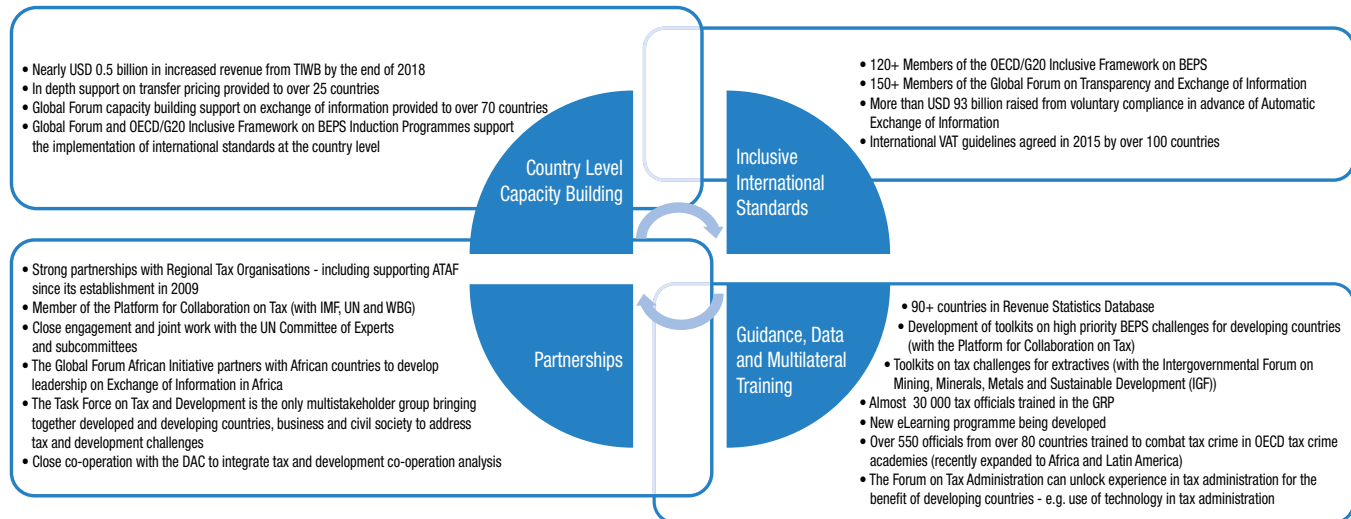 • Nearly USD 0.5 billion in increased revenue from TIWB by the end of 2018
• In depth support on transfer pricing provided to over 25 countries
• Global Forum capacity building support on exchange of information provided to over 70 countries
• Global Forum and OECD/G20 Inclusive Framework on BEPS Induction Programmes support
the implementation of international standards at the country level
Country Level
Capacity Building
• 120+ Members of the OECD/G20 Inclusive Framework on BEPS
• 150+ Members of the Global Forum on Transparency and Exchange of Information
• More than USD 93 billion raised from voluntary compliance in advance of Automatic
Exchange of Information
• International VAT guidelines agreed in 2015 by over 100 countries
Inclusive
International
Standards
• Strong partnerships with Regional Tax Organisations - including supporting ATAF
since its establishment in 2009
• Member of the Platform for Collaboration on Tax (with IMF, UN and WBG)
• Close engagement and joint work with the UN Committee of Experts
and subcommittees
• The Global Forum African Initiative partners with African countries to develop
leadership on Exchange of Information in Africa
• The Task Force on Tax and Development is the only multistakeholder group bringing
together developed and developing countries, business and civil society to address
tax and development challenges
• Close co-operation with the DAC to integrate tax and development co-operation analysis
Partnerships
Guidance, Data
and Multilateral
Training
• 90+ countries in Revenue Statistics Database
• Development of toolkits on high priority BEPS challenges for developing countries
(with the Platform for Collaboration on Tax)
• Toolkits on tax challenges for extractives (with the Intergovernmental Forum on
Mining, Minerals, Metals and Sustainable Development (IGF))
• Almost 30 000 tax officials trained in the GRP
• New eLearning programme being developed
• Over 550 officials from over 80 countries trained to combat tax crime in OECD tax crime
academies (recently expanded to Africa and Latin America)
• The Forum on Tax Administration can unlock experience in tax administration for the
benefit of developing countries - e.g. use of technology in tax administration